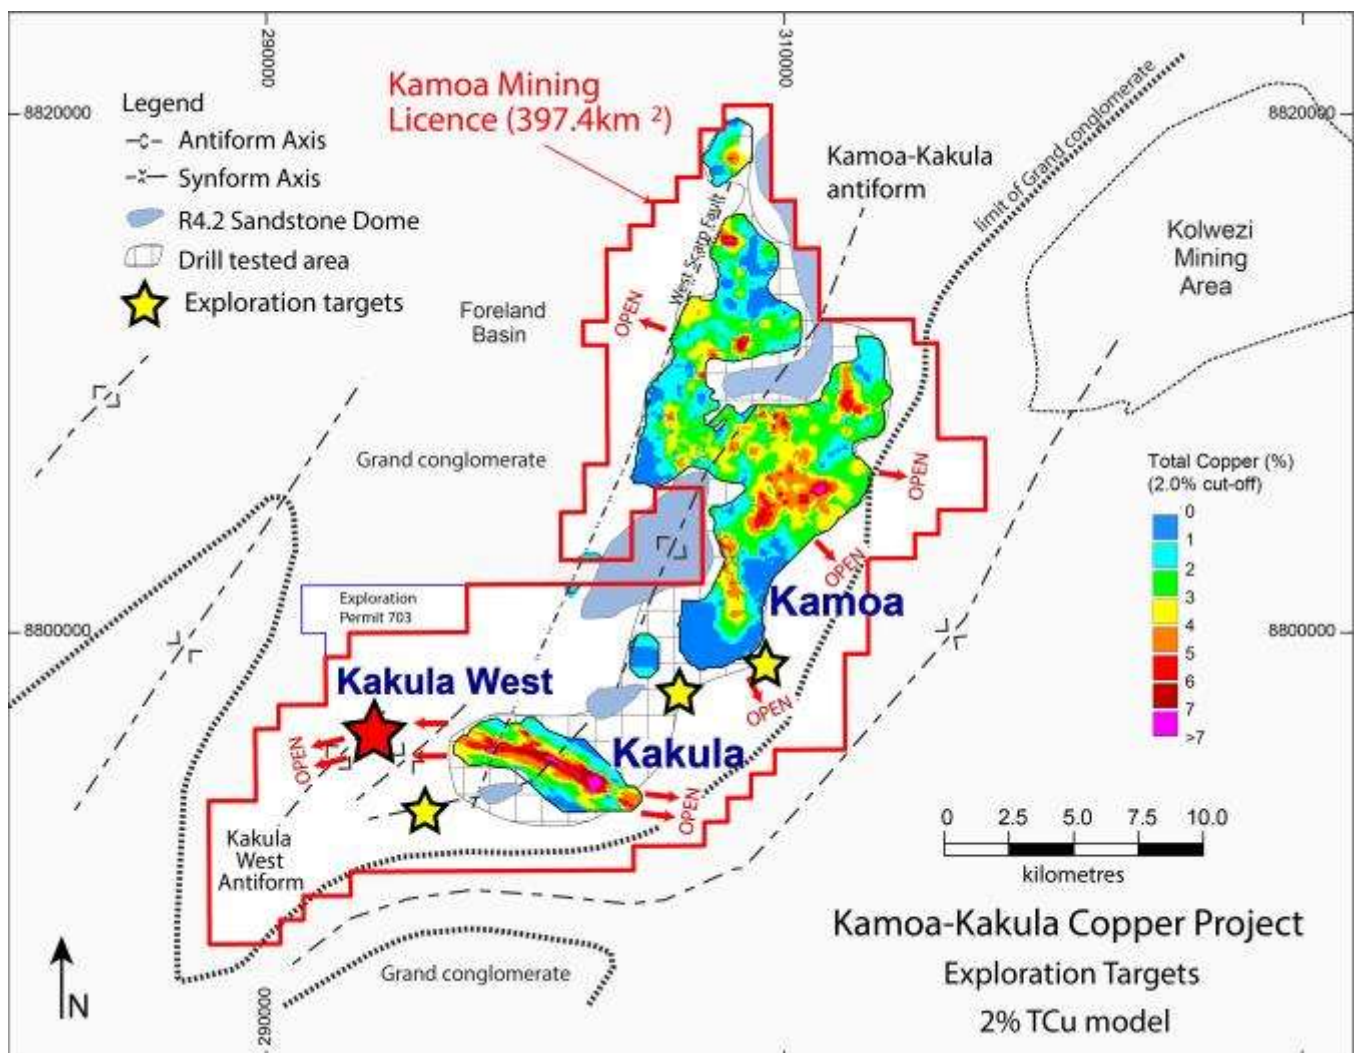 290000
310000
8820000
8820000
Legend
Antiform Axis
Synform Axis
R4.2 Sandstone Dome
Drill tested area
Exploration targets
Kamoa Mining
Licence (397.4km ²)
Kamoa-Kakula
antiform
limit of Grand conglomerate
Kolwezi
Mining
Area
West Scarp Fault
Foreland
Basin
OPEN
Grand conglomerate
OPEN
OPEN
Total Copper (%)
(2.0% cut-off)
0
1
2
3
4
5
6
7
>7
Exploration
Permit 703
Kamoa
8800000
8800000
Kakula West
OPEN
Kakula
OPEN
OPEN
Kakula
West
Antiform
0
2.5
5.0
7.5
10.0
kilometres
Kamoa-Kakula Copper Project
Exploration Targets
2% TCu model
Grand conglomerate
N
290000